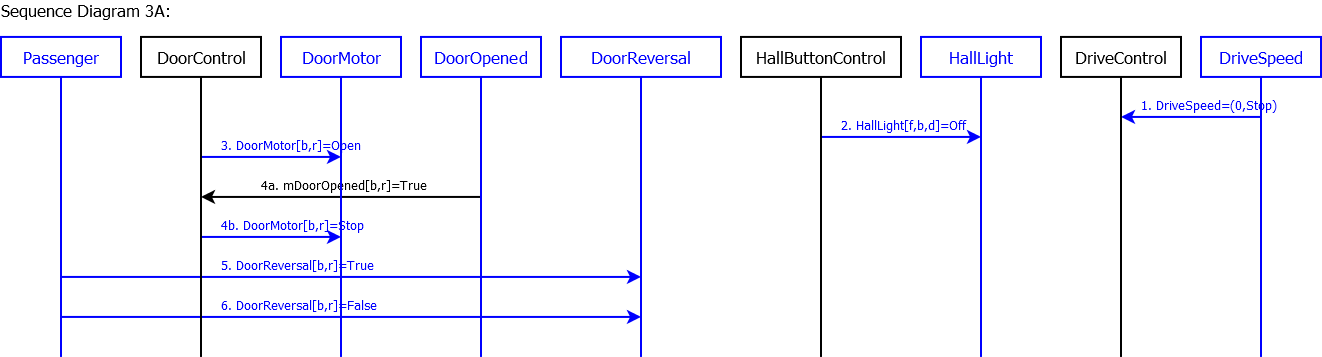 Sequence Diagram 3A:
Passenger DoorControl DoorMotor DoorOpened DoorReversal HallButtonControl HallLight DriveControl DriveSpeed
1. DriveSpeed=(0,Stop)
2. HallLight[f,b,d]=Off
3. DoorMotor[b,r]=Open
4a. mDoorOpened[b,r]=True
4b. DoorMotor[b,r]=Stop
5. DoorReversal[b,r]=True
6. DoorReversal[b,r]=False